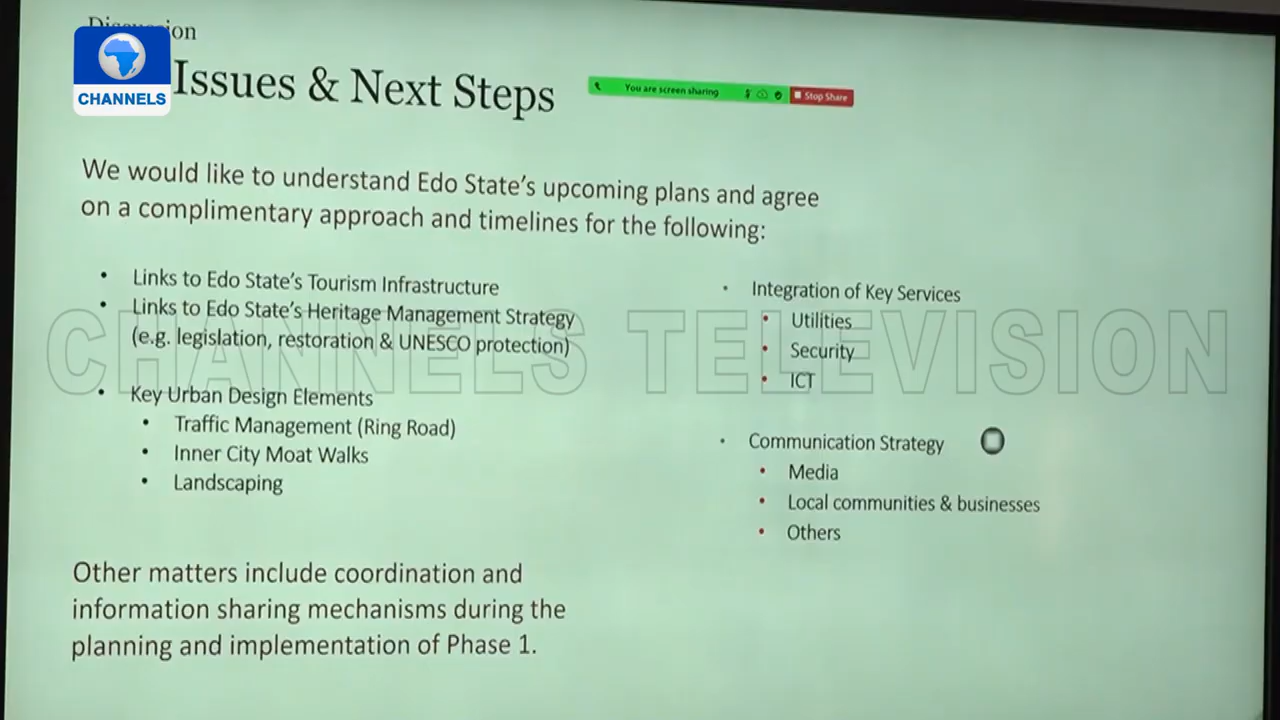 Discussion
CHANNELS
Issues & Next Steps
You are screen sharing
Stop Share
We would like to understand Edo State's upcoming plans and agree
on a complimentary approach and timelines for the following:
• Links to Edo State's Tourism Infrastructure
• Links to Edo State's Heritage Management Strategy
(e.g. legislation, restoration & UNESCO protection)
• Key Urban Design Elements
• Traffic Management (Ring Road)
• Inner City Moat Walks
• Landscaping
• Integration of Key Services
• Utilities
• Security
• ICT
• Communication Strategy
• Media
• Local communities & businesses
• Others
CHANNELS TELEVISION
Other matters include coordination and
information sharing mechanisms during the
planning and implementation of Phase 1.